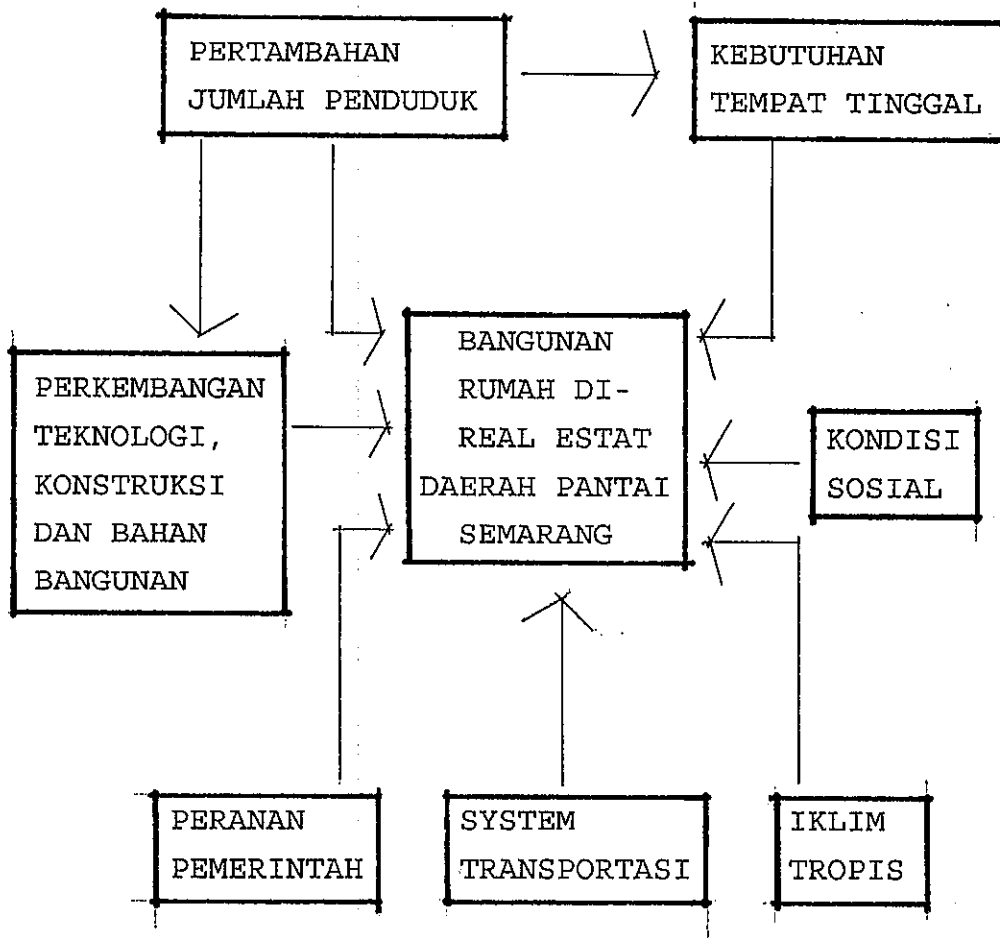 PERTAMBAHAN
JUMLAH PENDUDUK
KEBUTUHAN
TEMPAT TINGGAL
PERKEMBANGAN
TEKNOLOGI,
KONSTRUKSI
DAN BAHAN
BANGUNAN
BANGUNAN
RUMAH DI-
REAL ESTAT
DAERAH PANTAI
SEMARANG
KONDISI
SOSIAL
PERANAN
PEMERINTAH
SYSTEM
TRANSPORTASI
IKLIM
TROPIS